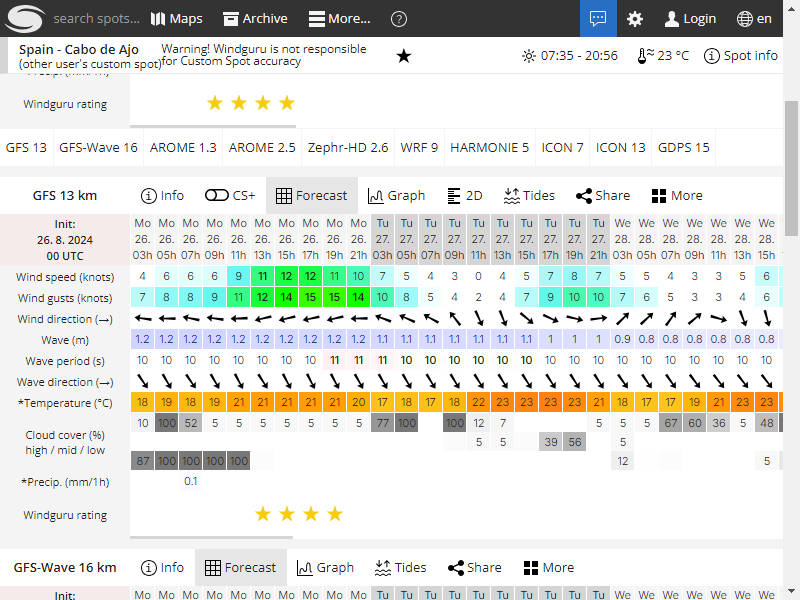 search spots... Maps Archive More... ? Login en
Spain - Cabo de Ajo Warning! Windguru is not responsible
(other user's custom spot) for Custom Spot accuracy
07:35 - 20:56 23 °C Spot info
Windguru rating
GFS 13 GFS-Wave 16 AROME 1.3 AROME 2.5 Zephr-HD 2.6 WRF 9 HARMONIE 5 ICON 7 ICON 13 GDPS 15
GFS 13 km Info CS+ Forecast Graph 2D Tides Share More
Init: Mo Mo Mo Mo Mo Mo Mo Mo Mo Mo Tu Tu Tu Tu Tu Tu Tu Tu Tu Tu We We We We We We We
26. 8. 2024 26. 26. 26. 26. 26. 26. 26. 26. 26. 26. 27. 27. 27. 27. 27. 27. 27. 27. 27. 27. 28. 28. 28. 28. 28. 28. 28.
00 UTC 03h 05h 07h 09h 11h 13h 15h 17h 19h 21h 03h 05h 07h 09h 11h 13h 15h 17h 19h 21h 03h 05h 07h 09h 11h 13h 15h
Wind speed (knots) 4 6 6 6 9 11 12 12 11 10 7 5 4 3 0 4 5 7 8 7 5 5 4 3 3 5 6
Wind gusts (knots) 7 8 8 9 11 12 14 15 15 14 10 8 5 4 2 4 7 9 10 10 7 6 5 3 3 4 6
Wind direction (→)
Wave (m) 1.2 1.2 1.2 1.2 1.2 1.2 1.2 1.2 1.2 1.2 1.1 1.1 1.1 1.1 1.1 1.1 1.1 1 1 1 0.9 0.8 0.8 0.8 0.8 0.8 0.8
Wave period (s) 10 10 10 10 10 10 10 10 11 11 11 10 10 10 10 10 10 10 10 10 10 10 10 10 10 10 10
Wave direction (→)
*Temperature (°C) 18 19 18 19 21 21 21 21 21 20 17 18 17 18 22 23 23 23 23 21 18 17 17 19 21 23 23
Cloud cover (%) 10 100 52 5 5 5 5 5 5 5 77 100 100 12 7 5 5 5 67 60 36 5 48
high / mid / low 5 5 39 56 5
87 100 100 100 100 12 5
*Precip. (mm/1h) 0.1
Windguru rating
GFS-Wave 16 km Info Forecast Graph Tides Share More
Init: Mo Mo Mo Mo Mo Mo Mo Mo Mo Mo Tu Tu Tu Tu Tu Tu Tu Tu Tu Tu We We We We We We We